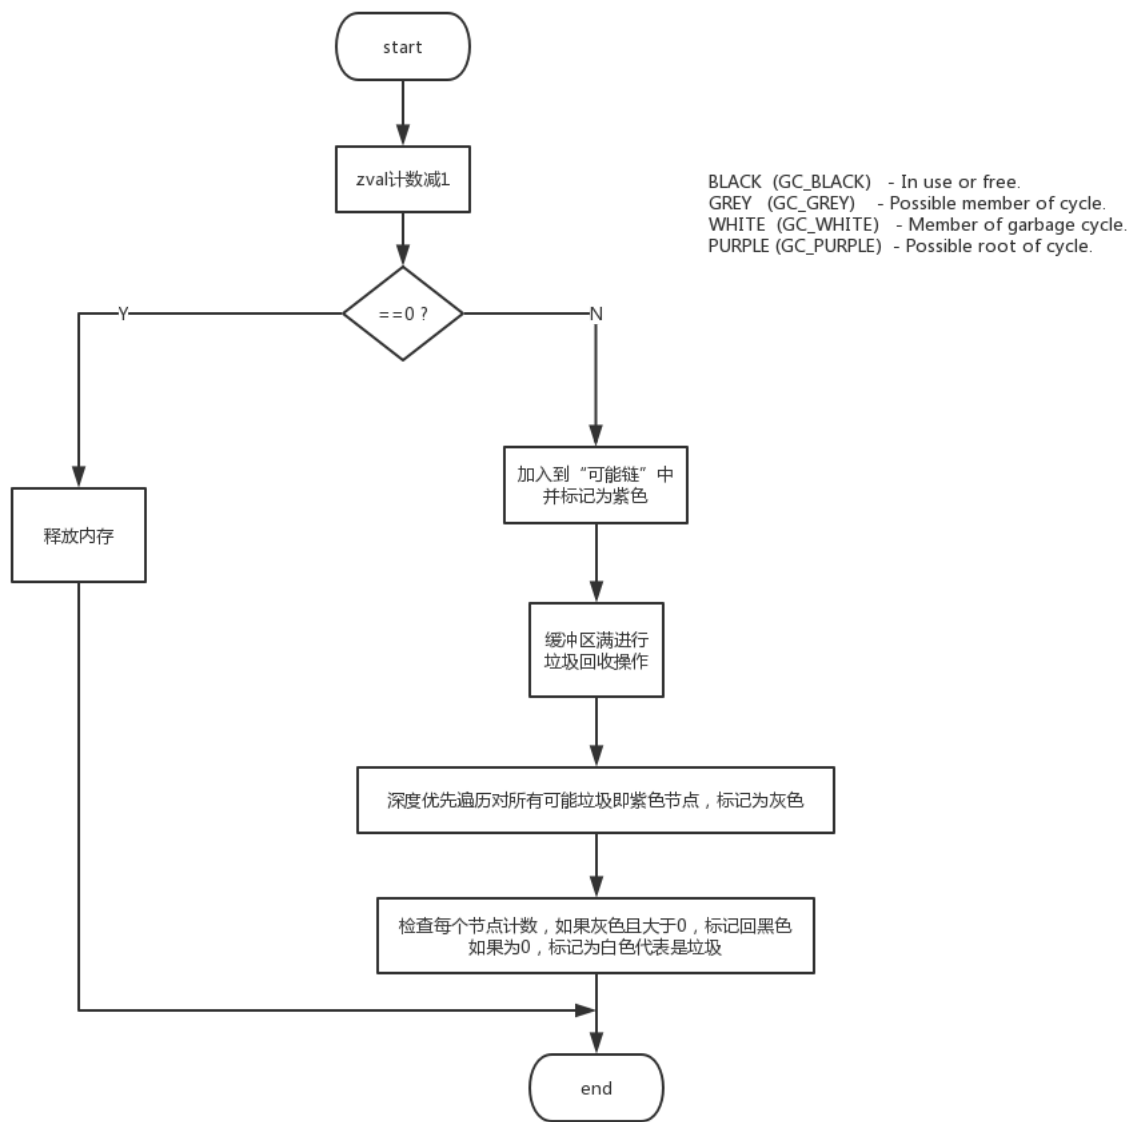 start
zval计数减1
BLACK (GC_BLACK) - In use or free.
GREY (GC_GREY) - Possible member of cycle.
WHITE (GC_WHITE) - Member of garbage cycle.
PURPLE (GC_PURPLE) - Possible root of cycle.
==0 ?
Y
N
加入到“可能链”中
并标记为紫色
释放内存
缓冲区满进行
垃圾回收操作
深度优先遍历对所有可能垃圾即紫色节点，标记为灰色
检查每个节点计数，如果灰色且大于0，标记回黑色
如果为0，标记为白色代表是垃圾
end